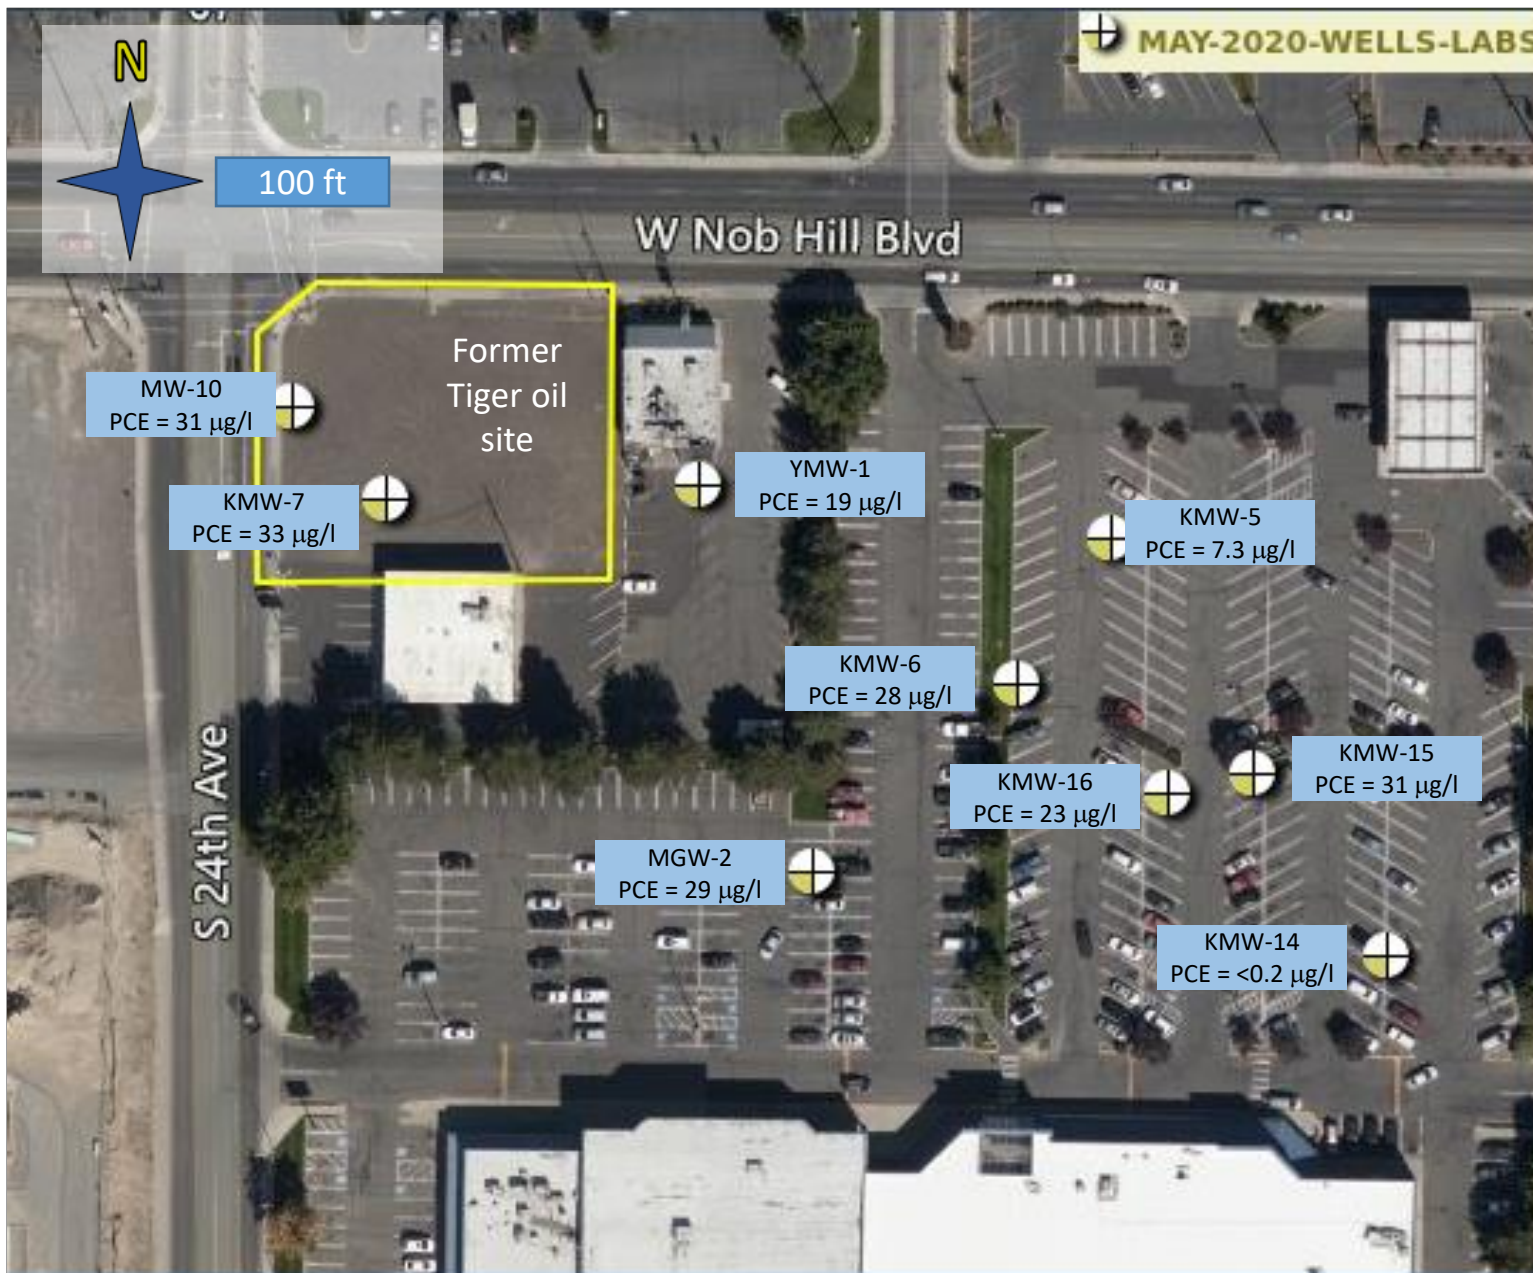 N
100 ft
MAY-2020-WELLS-LABS
W Nob Hill Blvd
Former
Tiger oil
site
MW-10
PCE = 31 µg/l
KMW-7
PCE = 33 µg/l
YMW-1
PCE = 19 µg/l
KMW-5
PCE = 7.3 µg/l
KMW-6
PCE = 28 µg/l
KMW-16
PCE = 23 µg/l
KMW-15
PCE = 31 µg/l
MGW-2
PCE = 29 µg/l
KMW-14
PCE = <0.2 µg/l
S 24th Ave